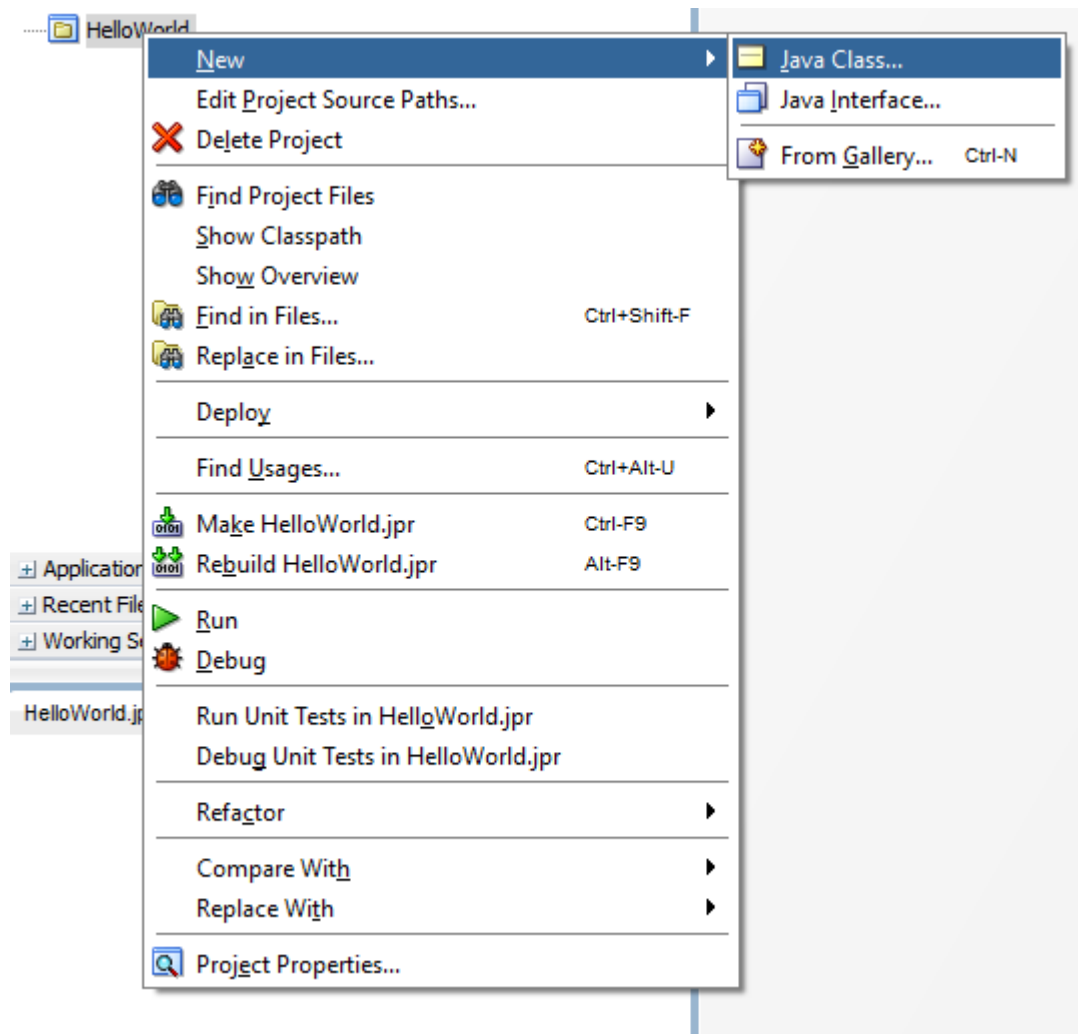 HelloWorld
New
Java Class...
Java Interface...
From Gallery... Ctrl-N
Edit Project Source Paths...
Delete Project
Find Project Files
Show Classpath
Show Overview
Find in Files... Ctrl+Shift-F
Replace in Files...
Deploy
Find Usages... Ctrl+Alt-U
Make HelloWorld.jpr Ctrl-F9
Rebuild HelloWorld.jpr Alt-F9
Run
Debug
Run Unit Tests in HelloWorld.jpr
Debug Unit Tests in HelloWorld.jpr
Refactor
Compare With
Replace With
Project Properties...
Application
Recent File
Working S
HelloWorld.jp